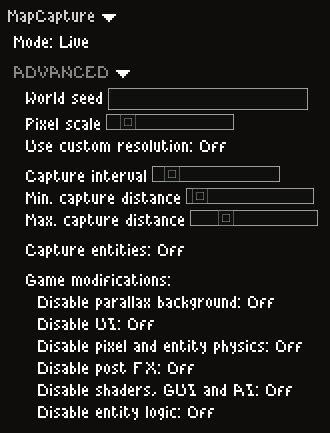 MapCapture
Mode: Live
ADVANCED
World seed
Pixel scale
Use custom resolution: Off
Capture interval
Min. capture distance
Max. capture distance
Capture entities: Off
Game modifications:
Disable parallax background: Off
Disable UI: Off
Disable pixel and entity physics: Off
Disable post FX: Off
Disable shaders, GUI and AI: Off
Disable entity logic: Off